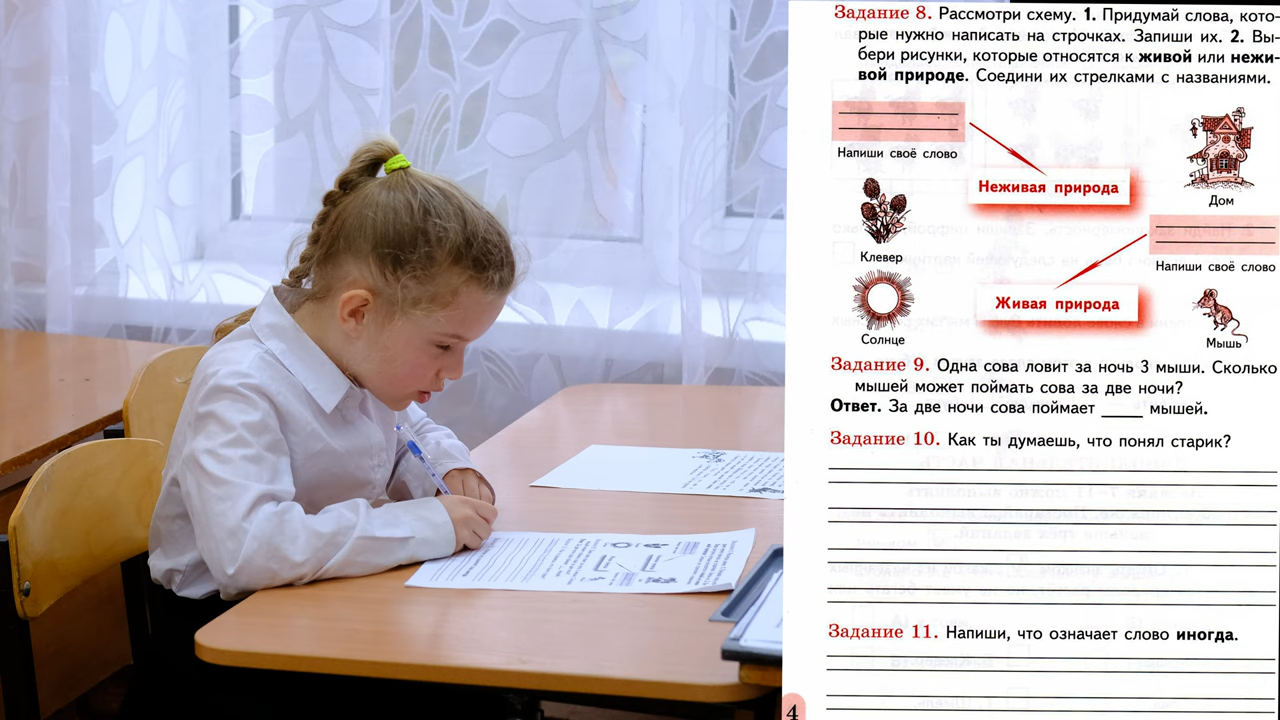 Задание 8. Рассмотри схему. 1. Придумай слова, кото-
рые нужно написать на строчках. Запиши их. 2. Вы-
бери рисунки, которые относятся к живой или нежи-
вой природе. Соедини их стрелками с названиями.
Напиши своё слово
Неживая природа
Дом
Клевер
Напиши своё слово
Живая природа
Солнце
Мышь
Задание 9. Одна сова ловит за ночь 3 мыши. Сколько
мышей может поймать сова за две ночи?
Ответ. За две ночи сова поймает ____ мышей.
Задание 10. Как ты думаешь, что понял старик?
Задание 11. Напиши, что означает слово иногда.
4